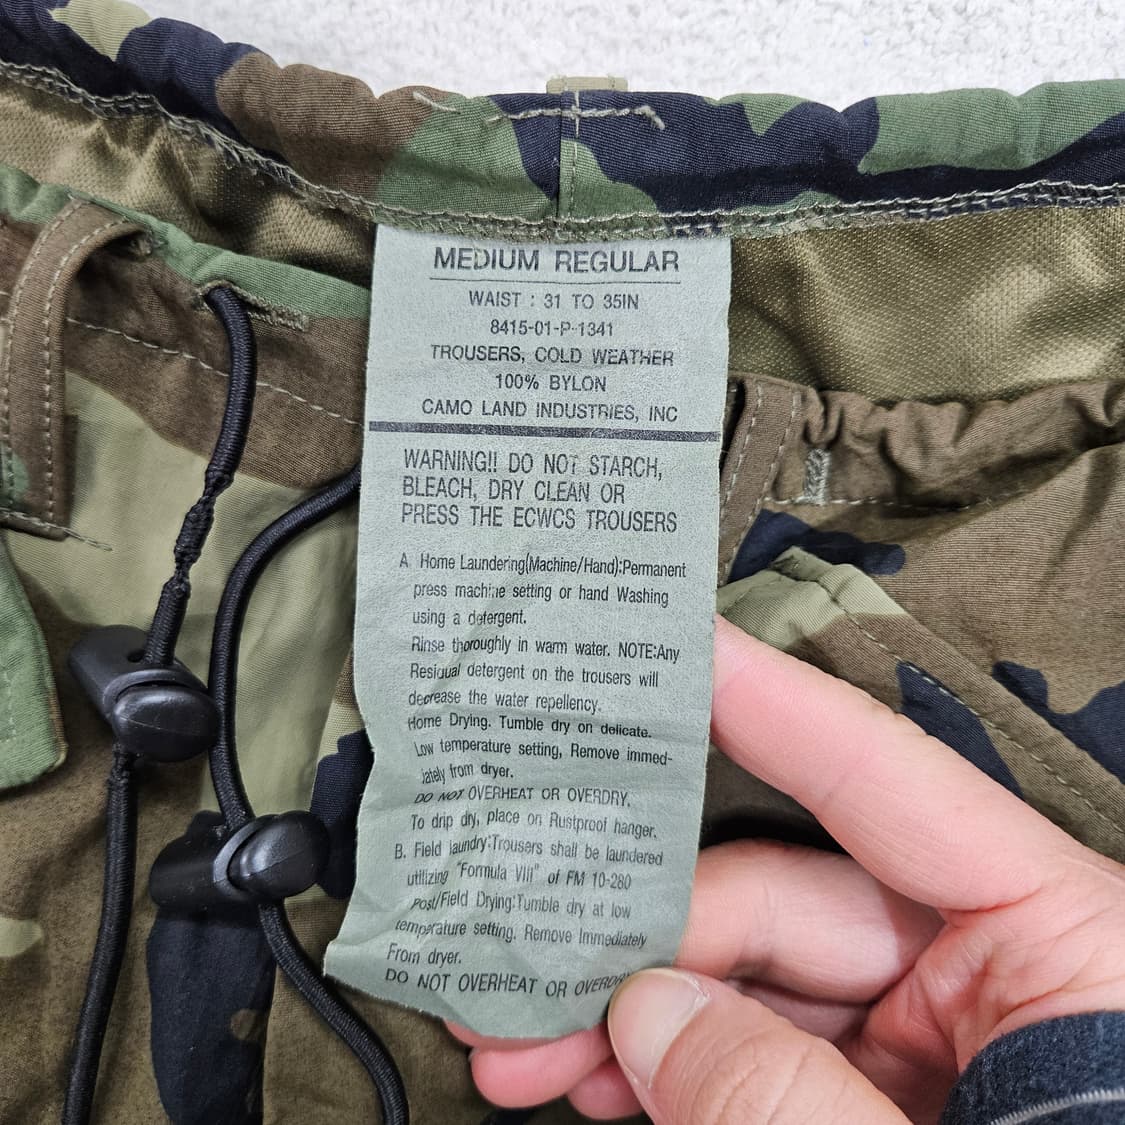 MEDIUM REGULAR
WAIST : 31 TO 35IN
8415-01-P-1341
TROUSERS, COLD WEATHER
100% BYLON
CAMO LAND INDUSTRIES, INC
WARNING!! DO NOT STARCH,
BLEACH, DRY CLEAN OR
PRESS THE ECWCS TROUSERS
A Home Laundering(Machine/Hand):Permanent
press machine setting or hand Washing
using a detergent.
Rinse thoroughly in warm water. NOTE:Any
Residual detergent on the trousers will
decrease the water repellency.
Home Drying. Tumble dry on delicate.
Low temperature setting, Remove immed-
iately from dryer.
DO NOT OVERHEAT OR OVERDRY.
To drip dry, place on Rustproof hanger.
B. Field laundry:Trousers shall be laundered
utilizing "Formula VIII" of FM 10-280
Post/Field Drying:Tumble dry at low
temperature setting. Remove Immediately
From dryer.
DO NOT OVERHEAT OR OVERDRY